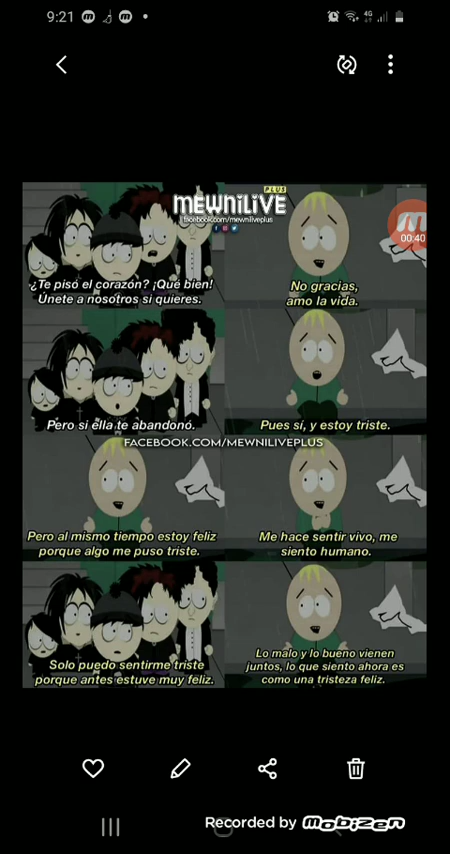 9:21
4G
PLUS
MEWNILIVE
facebook.com/mewniliveplus
00:40
¿Te pisó el corazón? ¡Qué bien!
Únete a nosotros si quieres.
No gracias,
amo la vida.
Pero si ella te abandonó.
Pues sí, y estoy triste.
FACEBOOK.COM/MEWNILIVEPLUS
Pero al mismo tiempo estoy feliz
porque algo me puso triste.
Me hace sentir vivo, me
siento humano.
Solo puedo sentirme triste
porque antes estuve muy feliz.
Lo malo y lo bueno vienen
juntos, lo que siento ahora es
como una tristeza feliz.
Recorded by mobizen